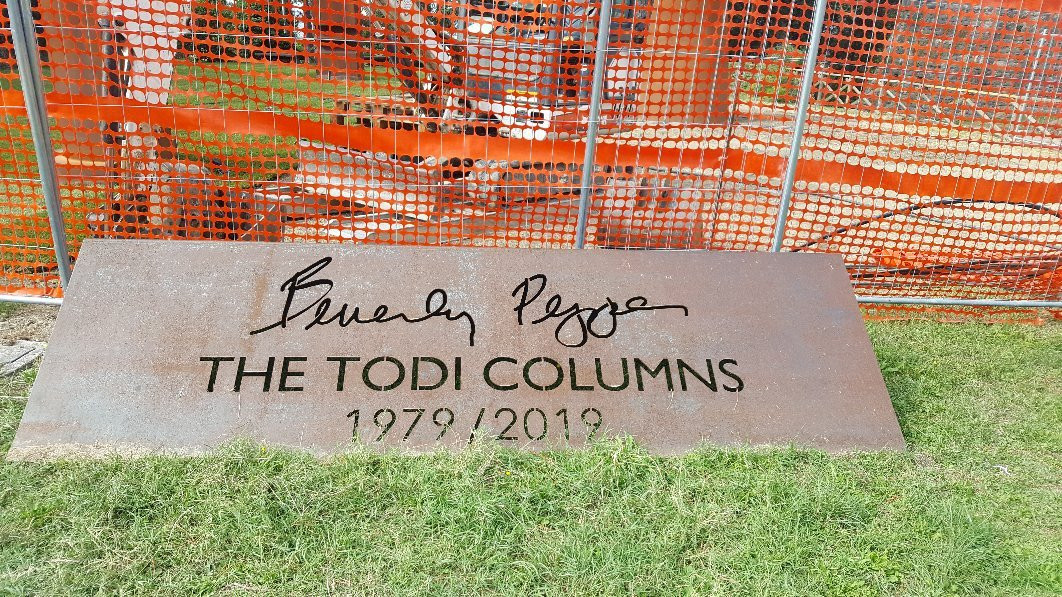 Beverly Pepper
THE TODI COLUMNS
1979/2019